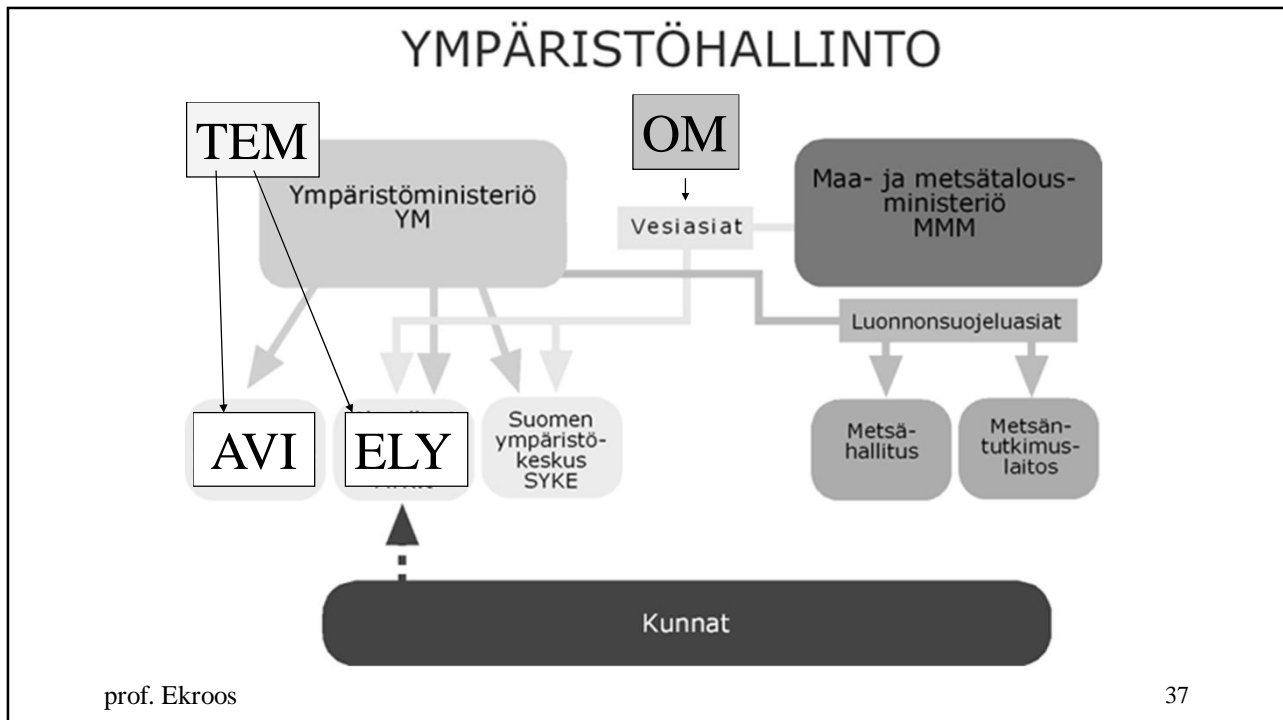 YMPÄRISTÖHALLINTO
TEM
OM
Ympäristöministeriö
YM
Vesiasiat
Maa- ja metsätalous-
ministeriö
MMM
Luonnonsuojeluasiat
AVI
ELY
Suomen
ympäristö-
keskus
SYKE
Metsä-
hallitus
Metsän-
tutkimus-
laitos
Kunnat
prof. Ekroos
37